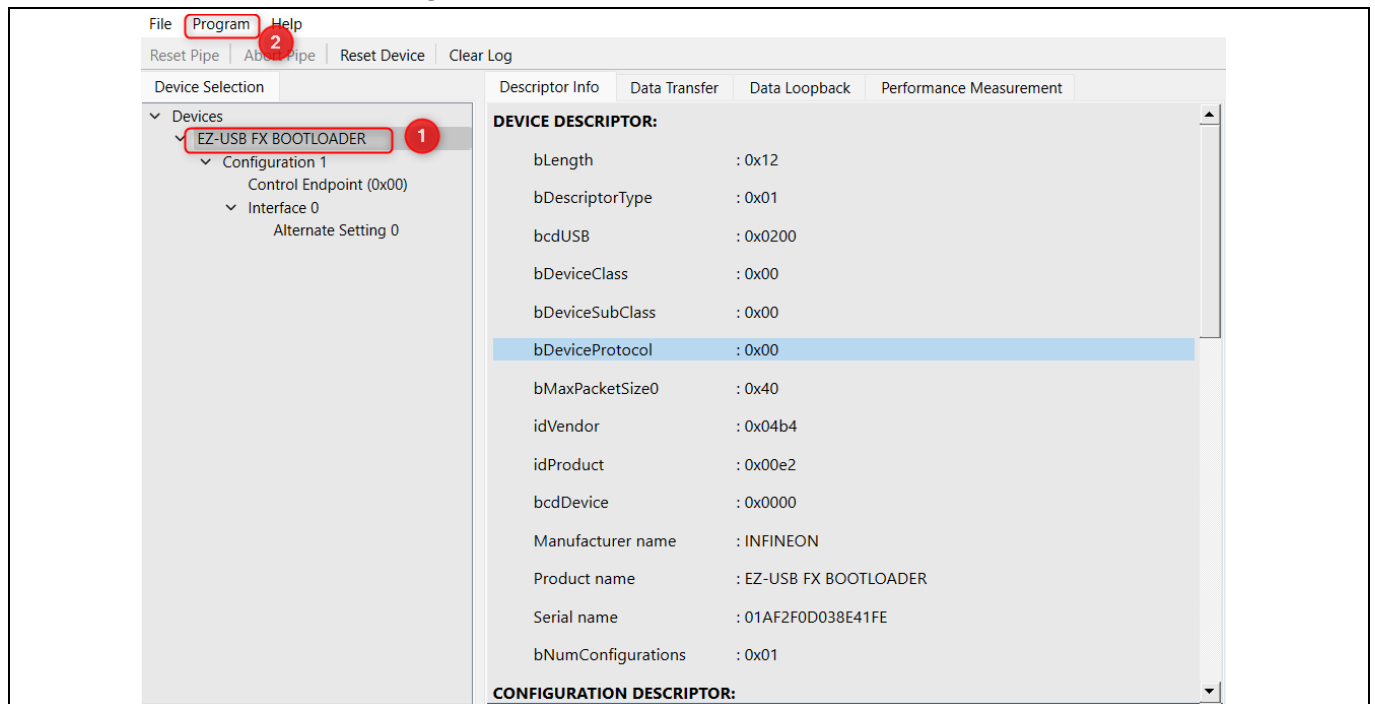 File Program Help
2
Reset Pipe Abort Pipe Reset Device Clear Log
Device Selection
Descriptor Info Data Transfer Data Loopback Performance Measurement
Devices
EZ-USB FX BOOTLOADER
1
Configuration 1
Control Endpoint (0x00)
Interface 0
Alternate Setting 0
DEVICE DESCRIPTOR:
bLength : 0x12
bDescriptorType : 0x01
bcdUSB : 0x0200
bDeviceClass : 0x00
bDeviceSubClass : 0x00
bDeviceProtocol : 0x00
bMaxPacketSize0 : 0x40
idVendor : 0x04b4
idProduct : 0x00e2
bcdDevice : 0x0000
Manufacturer name : INFINEON
Product name : EZ-USB FX BOOTLOADER
Serial name : 01AF2F0D038E41FE
bNumConfigurations : 0x01
CONFIGURATION DESCRIPTOR: